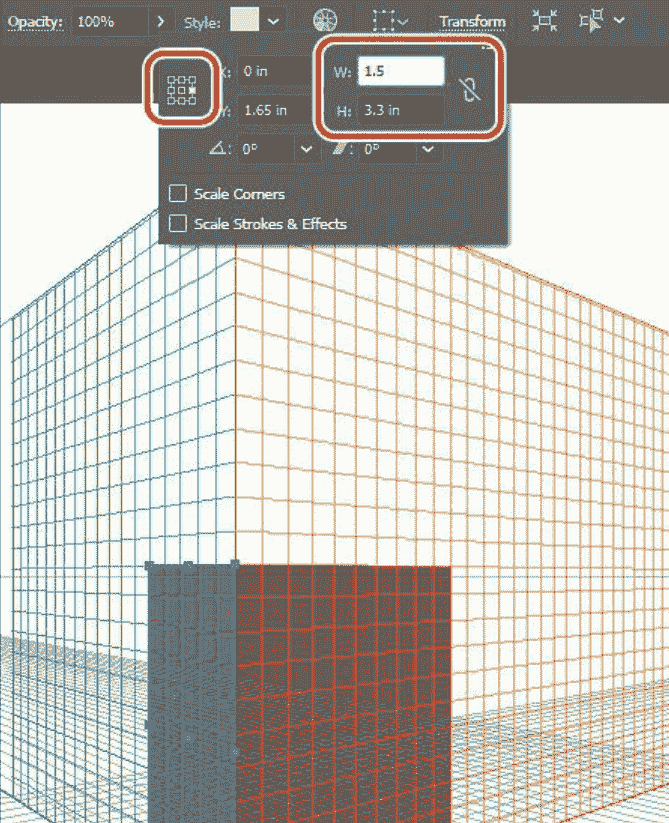 Opacity: 100% Style: Transform
X: 0 in W: 1.5
Y: 1.65 in H: 3.3 in
0° 0°
Scale Corners
Scale Strokes & Effects